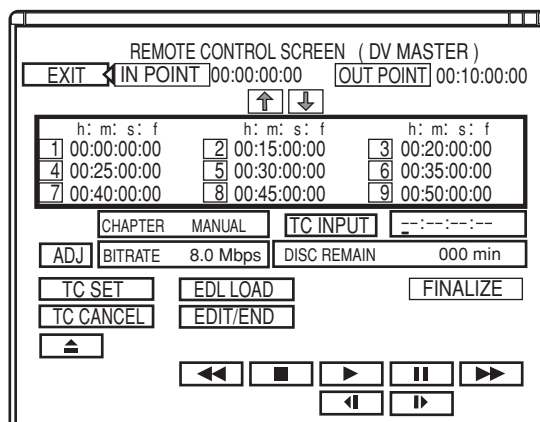 REMOTE CONTROL SCREEN ( DV MASTER )
EXIT IN POINT 00:00:00:00 OUT POINT 00:10:00:00
h: m: s: f h: m: s: f h: m: s: f
1 00:00:00:00 2 00:15:00:00 3 00:20:00:00
4 00:25:00:00 5 00:30:00:00 6 00:35:00:00
7 00:40:00:00 8 00:45:00:00 9 00:50:00:00
CHAPTER MANUAL TC INPUT --:--:--:--
ADJ BITRATE 8.0 Mbps DISC REMAIN 000 min
TC SET EDL LOAD FINALIZE
TC CANCEL EDIT/END